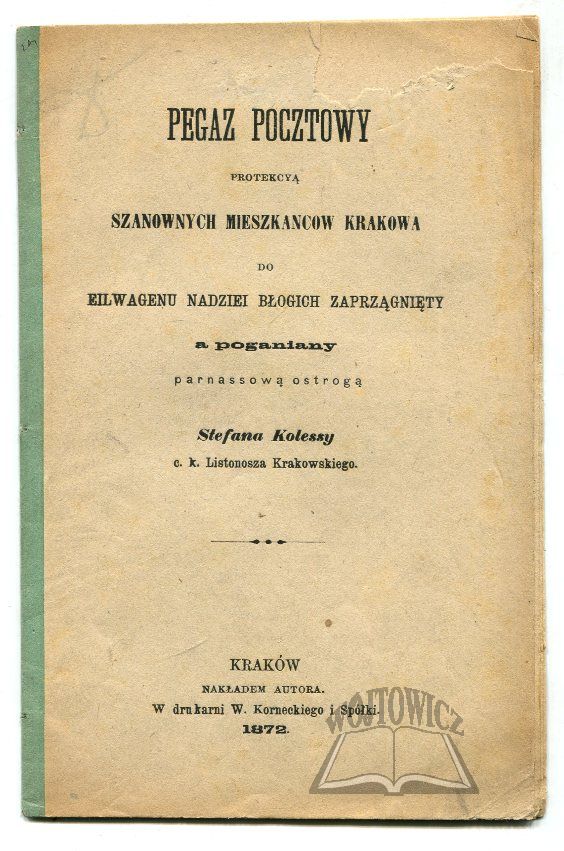 PEGAZ POCZTOWY
PROTEKCYĄ
SZANOWNYCH MIESZKANCOW KRAKOWA
DO
EILWAGENU NADZIEI BŁOGICH ZAPRZĄGNIĘTY
a poganiany
parnassową ostrogą
Stefana Kolessy
c. k. Listonosza Krakowskiego.
KRAKÓW
NAKŁADEM AUTORA.
W drukarni W. Korneckiego i Spółki.
1872.
WÓJTOWICZ